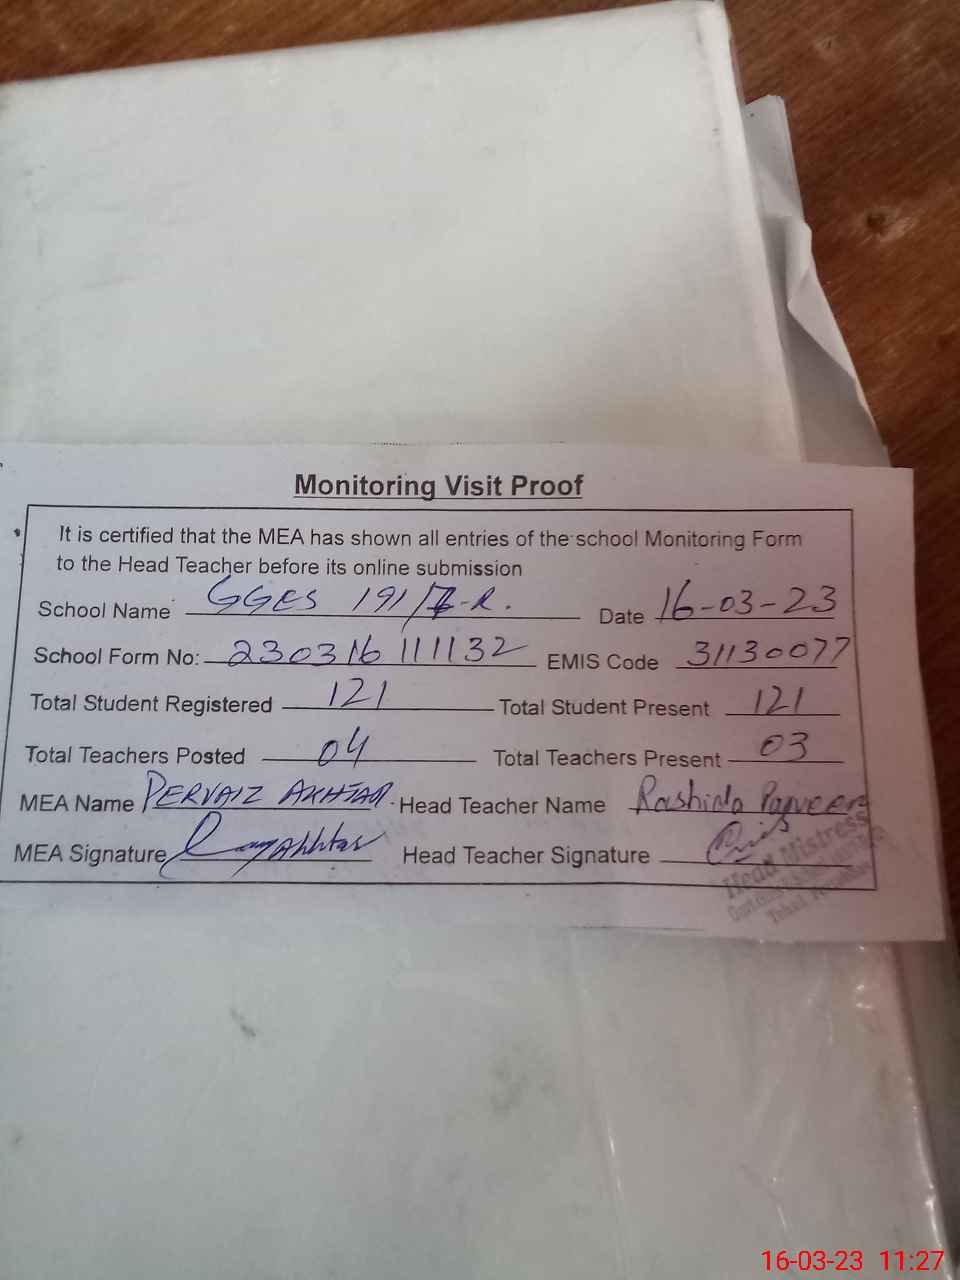 Monitoring Visit Proof
It is certified that the MEA has shown all entries of the school Monitoring Form
to the Head Teacher before its online submission
School Name GGES 191/7-R. Date 16-03-23
School Form No: 230316111132 EMIS Code 31130077
Total Student Registered 121 Total Student Present 121
Total Teachers Posted 04 Total Teachers Present 03
MEA Name PERVAIZ AKHTAR. Head Teacher Name Rashida Parveen
MEA Signature Head Teacher Signature
Head Mistress
16-03-23 11:27